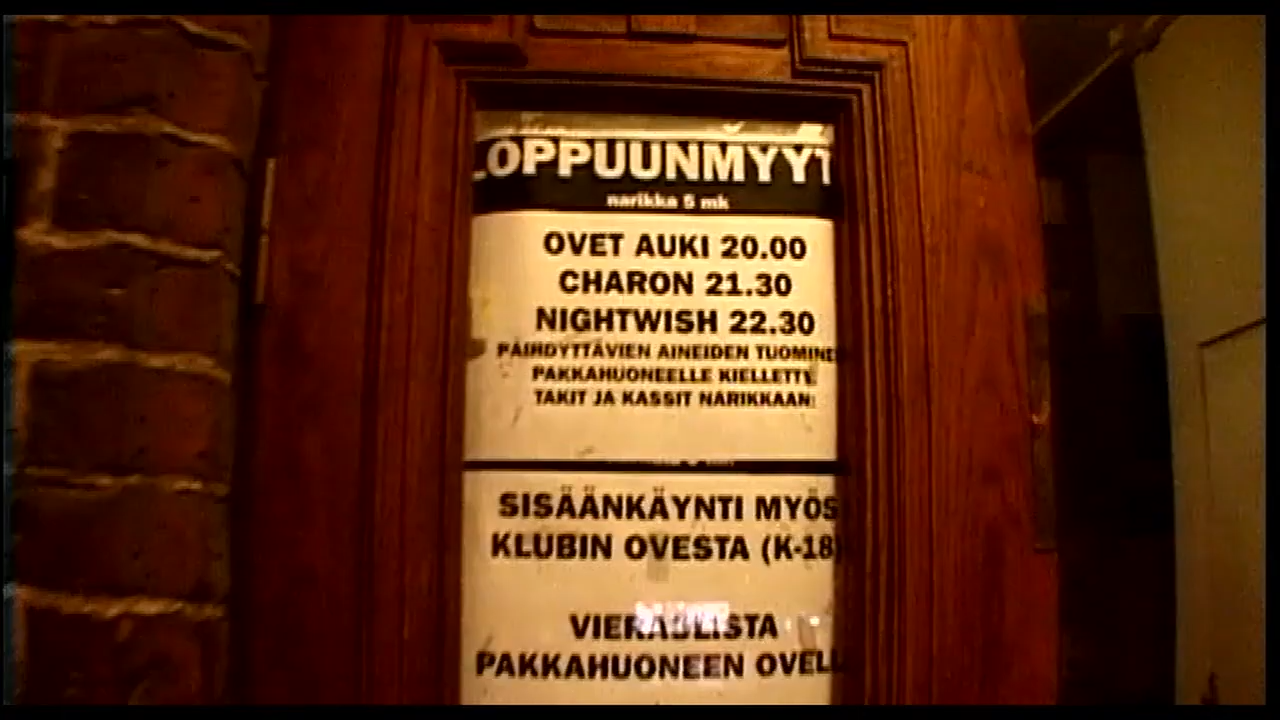 LOPPUUNMYYT
narikka 5 mk
OVET AUKI 20.00
CHARON 21.30
NIGHTWISH 22.30
PÄIHDYTTÄVIEN AINEIDEN TUOMINE
PAKKAHUONEELLE KIELLETTY
TAKIT JA KASSIT NARIKKAAN!
SISÄÄNKÄYNTI MYÖS
KLUBIN OVESTA (K-18)
VIERASLISTA
PAKKAHUONEEN OVELL